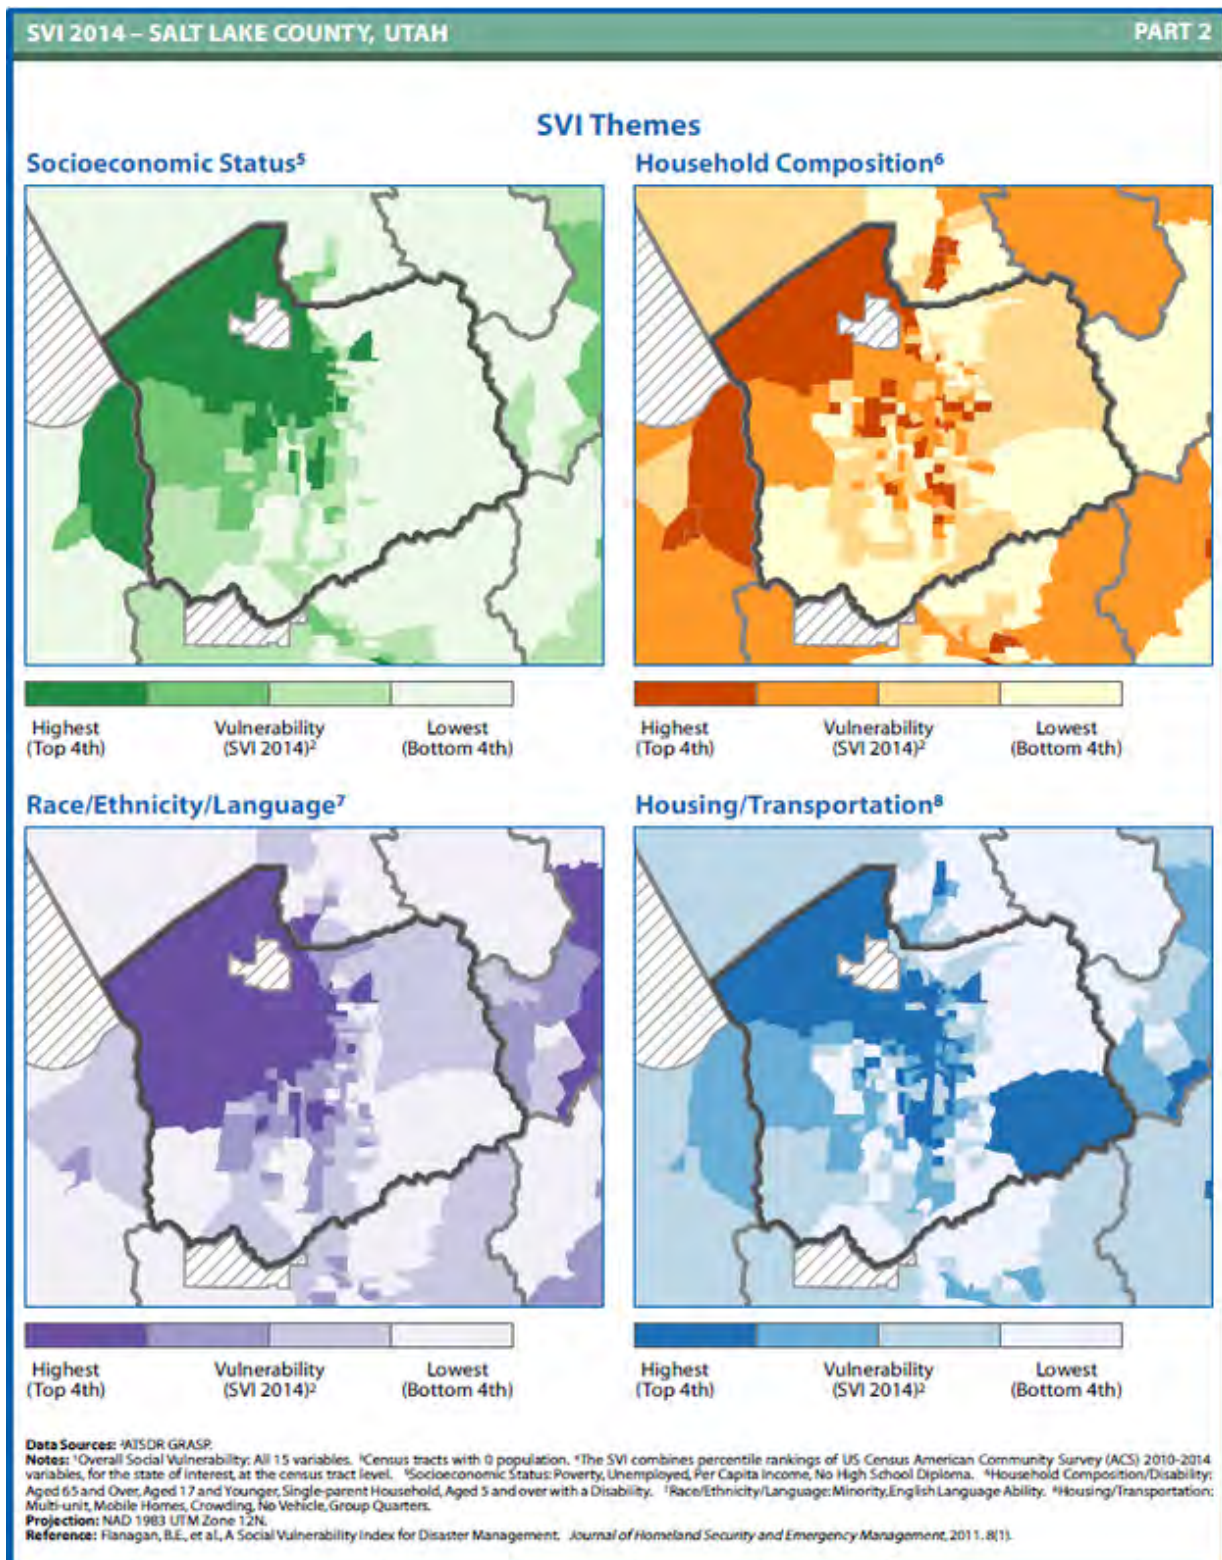 SVI 2014 – SALT LAKE COUNTY, UTAH
PART 2
SVI Themes
Socioeconomic Status⁵
Household Composition⁶
Highest (Top 4th)
Vulnerability (SVI 2014)²
Lowest (Bottom 4th)
Highest (Top 4th)
Vulnerability (SVI 2014)²
Lowest (Bottom 4th)
Race/Ethnicity/Language⁷
Housing/Transportation⁸
Highest (Top 4th)
Vulnerability (SVI 2014)²
Lowest (Bottom 4th)
Highest (Top 4th)
Vulnerability (SVI 2014)²
Lowest (Bottom 4th)
Data Sources: ATSDR GRASP.
Notes: ¹Overall Social Vulnerability: All 15 variables. Census tracts with 0 population. The SVI combines percentile rankings of US Census American Community Survey (ACS) 2010-2014
variables, for the state of interest, at the census tract level. ⁵Socioeconomic Status: Poverty, Unemployed, Per Capita Income, No High School Diploma. ⁶Household Composition/Disability:
Aged 65 and Over, Aged 17 and Younger, Single-parent Household, Aged 5 and over with a Disability. ⁷Race/Ethnicity/Language: Minority, English Language Ability. ⁸Housing/Transportation:
Multi-unit, Mobile Homes, Crowding, No Vehicle, Group Quarters.
Projection: NAD 1983 UTM Zone 12N.
Reference: Flanagan, B.E., et al., A Social Vulnerability Index for Disaster Management. Journal of Homeland Security and Emergency Management, 2011. 8(1).